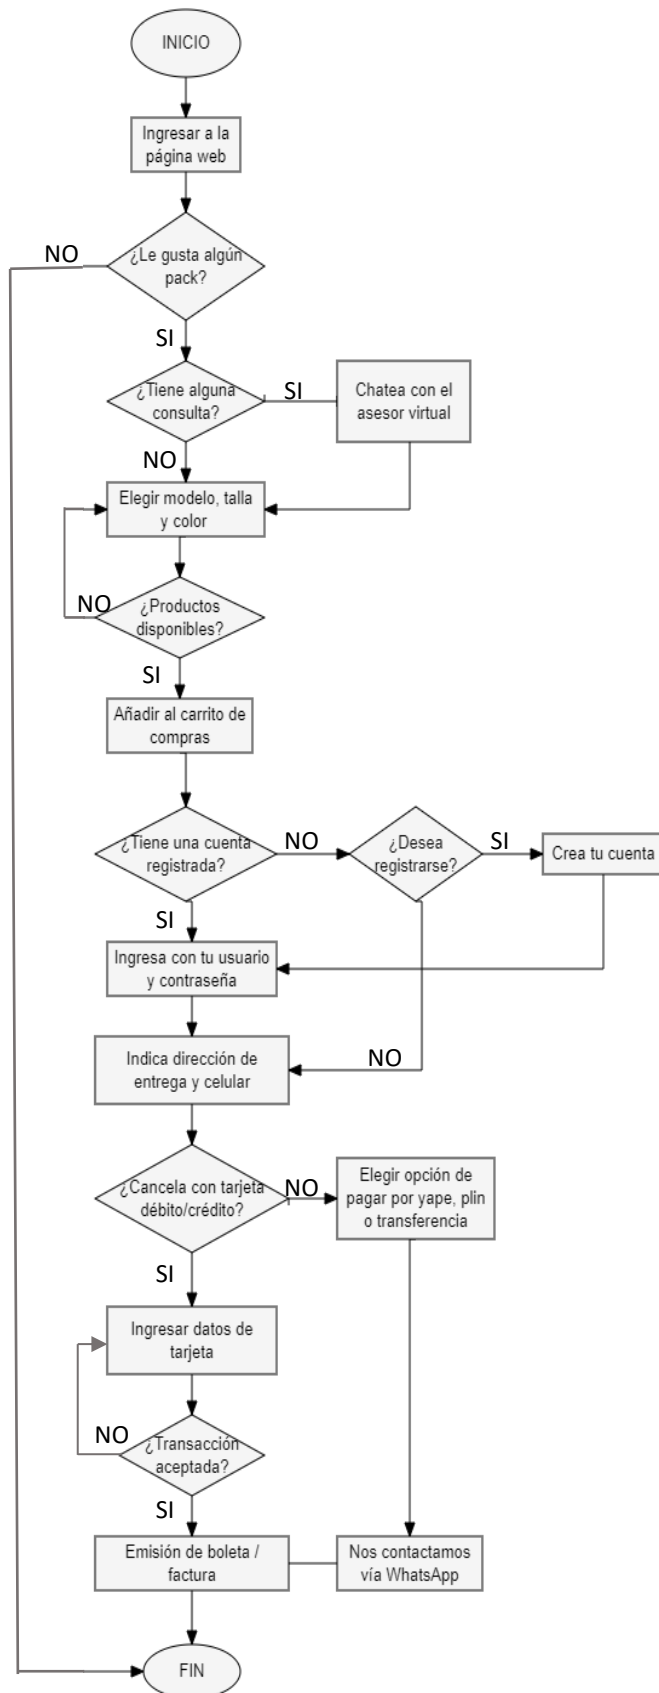 INICIO
Ingresar a la
página web
NO
¿Le gusta algún
pack?
SI
¿Tiene alguna
consulta?
SI
Chatea con el
asesor virtual
NO
Elegir modelo, talla
y color
NO
¿Productos
disponibles?
SI
Añadir al carrito de
compras
¿Tiene una cuenta
registrada?
NO
¿Desea
registrarse?
SI
Crea tu cuenta
SI
Ingresa con tu usuario
y contraseña
Indica dirección de
entrega y celular
NO
¿Cancela con tarjeta
débito/crédito?
NO
Elegir opción de
pagar por yape, plin
o transferencia
SI
Ingresar datos de
tarjeta
NO
¿Transacción
aceptada?
SI
Emisión de boleta /
factura
Nos contactamos
vía WhatsApp
FIN